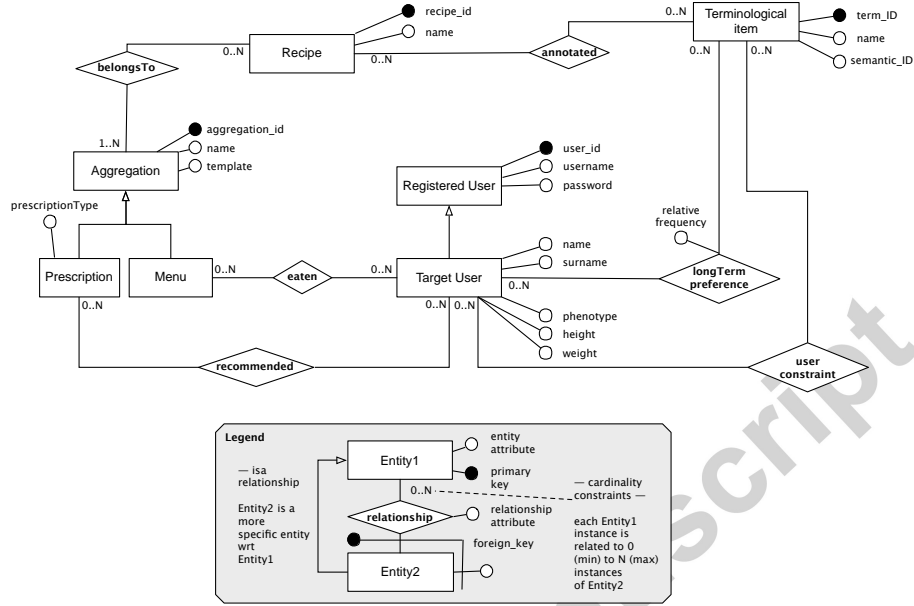 recipe_id
name
Recipe
0..N
0..N
annotated
0..N
Terminological
item
term_ID
name
semantic_ID
0..N
0..N
belongsTo
1..N
Aggregation
aggregation_id
name
template
prescriptionType
Prescription
0..N
Menu
0..N
eaten
0..N
Registered User
user_id
username
password
Target User
name
surname
0..N
0..N
0..N
phenotype
height
weight
relative
frequency
longTerm
preference
recommended
user
constraint
Legend
— isa
relationship
Entity2 is a
more
specific entity
wrt
Entity1
Entity1
entity
attribute
primary
key
0..N
relationship
relationship
attribute
foreign_key
Entity2
— cardinality
constraints —
each Entity1
instance is
related to 0
(min) to N (max)
instances
of Entity2
script